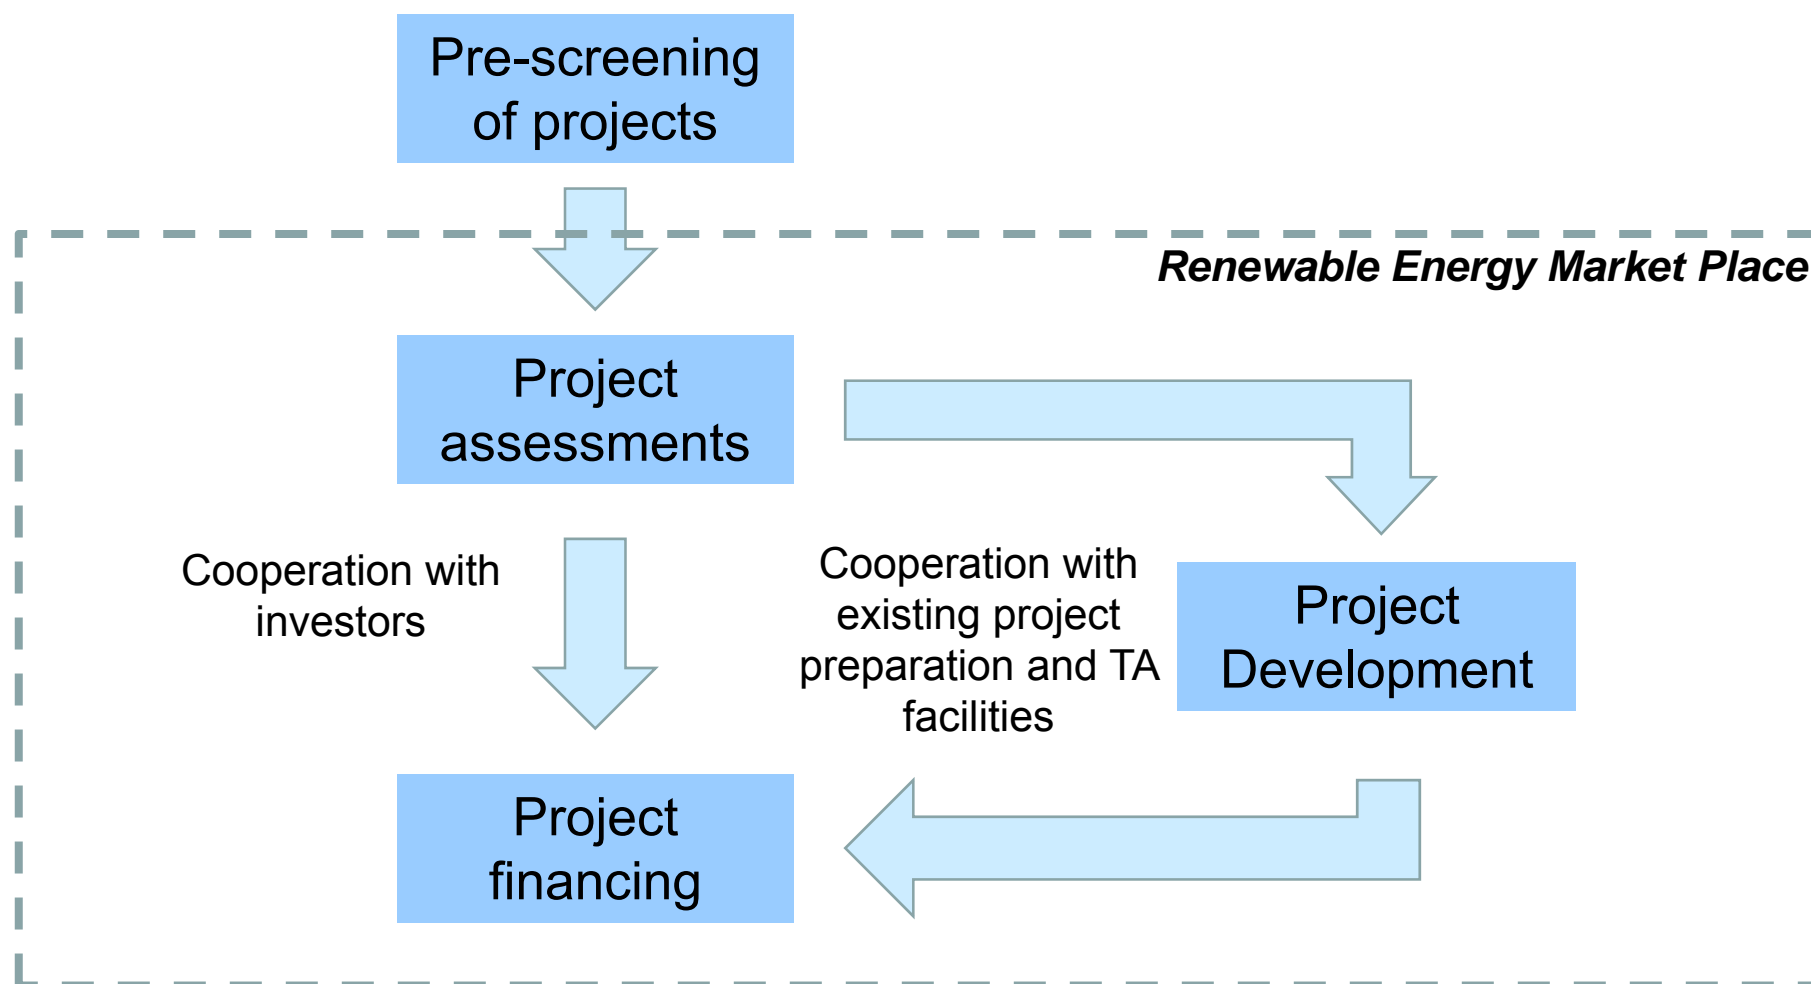 Pre-screening
of projects
Renewable Energy Market Place
Project
assessments
Cooperation with
investors
Cooperation with
existing project
preparation and TA
facilities
Project
Development
Project
financing